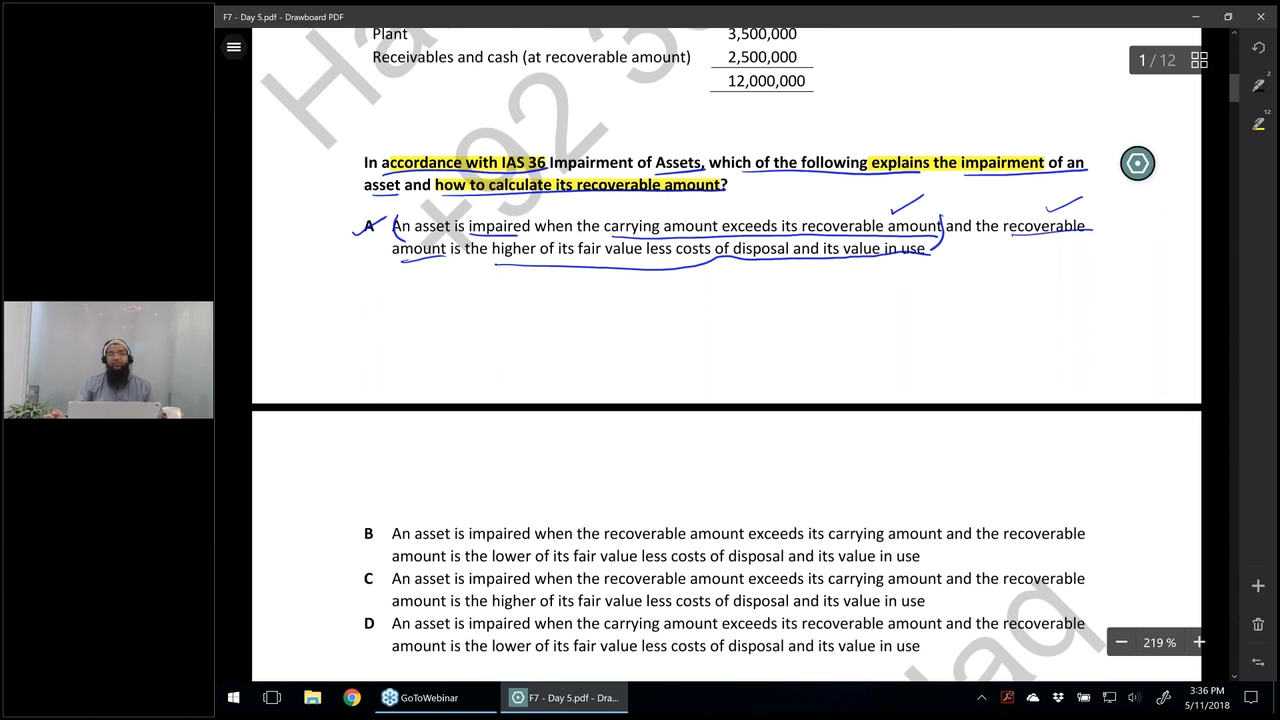 F7 - Day 5.pdf - Drawboard PDF
Plant 3,500,000
1 / 12
Receivables and cash (at recoverable amount) 2,500,000
12,000,000
2
12
In accordance with IAS 36 Impairment of Assets, which of the following explains the impairment of an
asset and how to calculate its recoverable amount?
A An asset is impaired when the carrying amount exceeds its recoverable amount and the recoverable
amount is the higher of its fair value less costs of disposal and its value in use
+92 3
B An asset is impaired when the recoverable amount exceeds its carrying amount and the recoverable
amount is the lower of its fair value less costs of disposal and its value in use
C An asset is impaired when the recoverable amount exceeds its carrying amount and the recoverable
amount is the higher of its fair value less costs of disposal and its value in use
D An asset is impaired when the carrying amount exceeds its recoverable amount and the recoverable
amount is the lower of its fair value less costs of disposal and its value in use
219 %
GoToWebinar
F7 - Day 5.pdf - Dra...
3:36 PM
5/11/2018